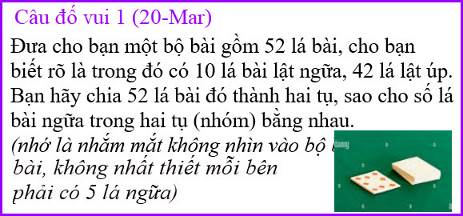 Câu đố vui 1 (20-Mar)
Đưa cho bạn một bộ bài gồm 52 lá bài, cho bạn
biết rõ là trong đó có 10 lá bài lật ngữa, 42 lá lật úp.
Bạn hãy chia 52 lá bài đó thành hai tụ, sao cho số lá
bài ngữa trong hai tụ (nhóm) bằng nhau.
(nhớ là nhắm mắt không nhìn vào bộ
bài, không nhất thiết mỗi bên
phải có 5 lá ngữa)